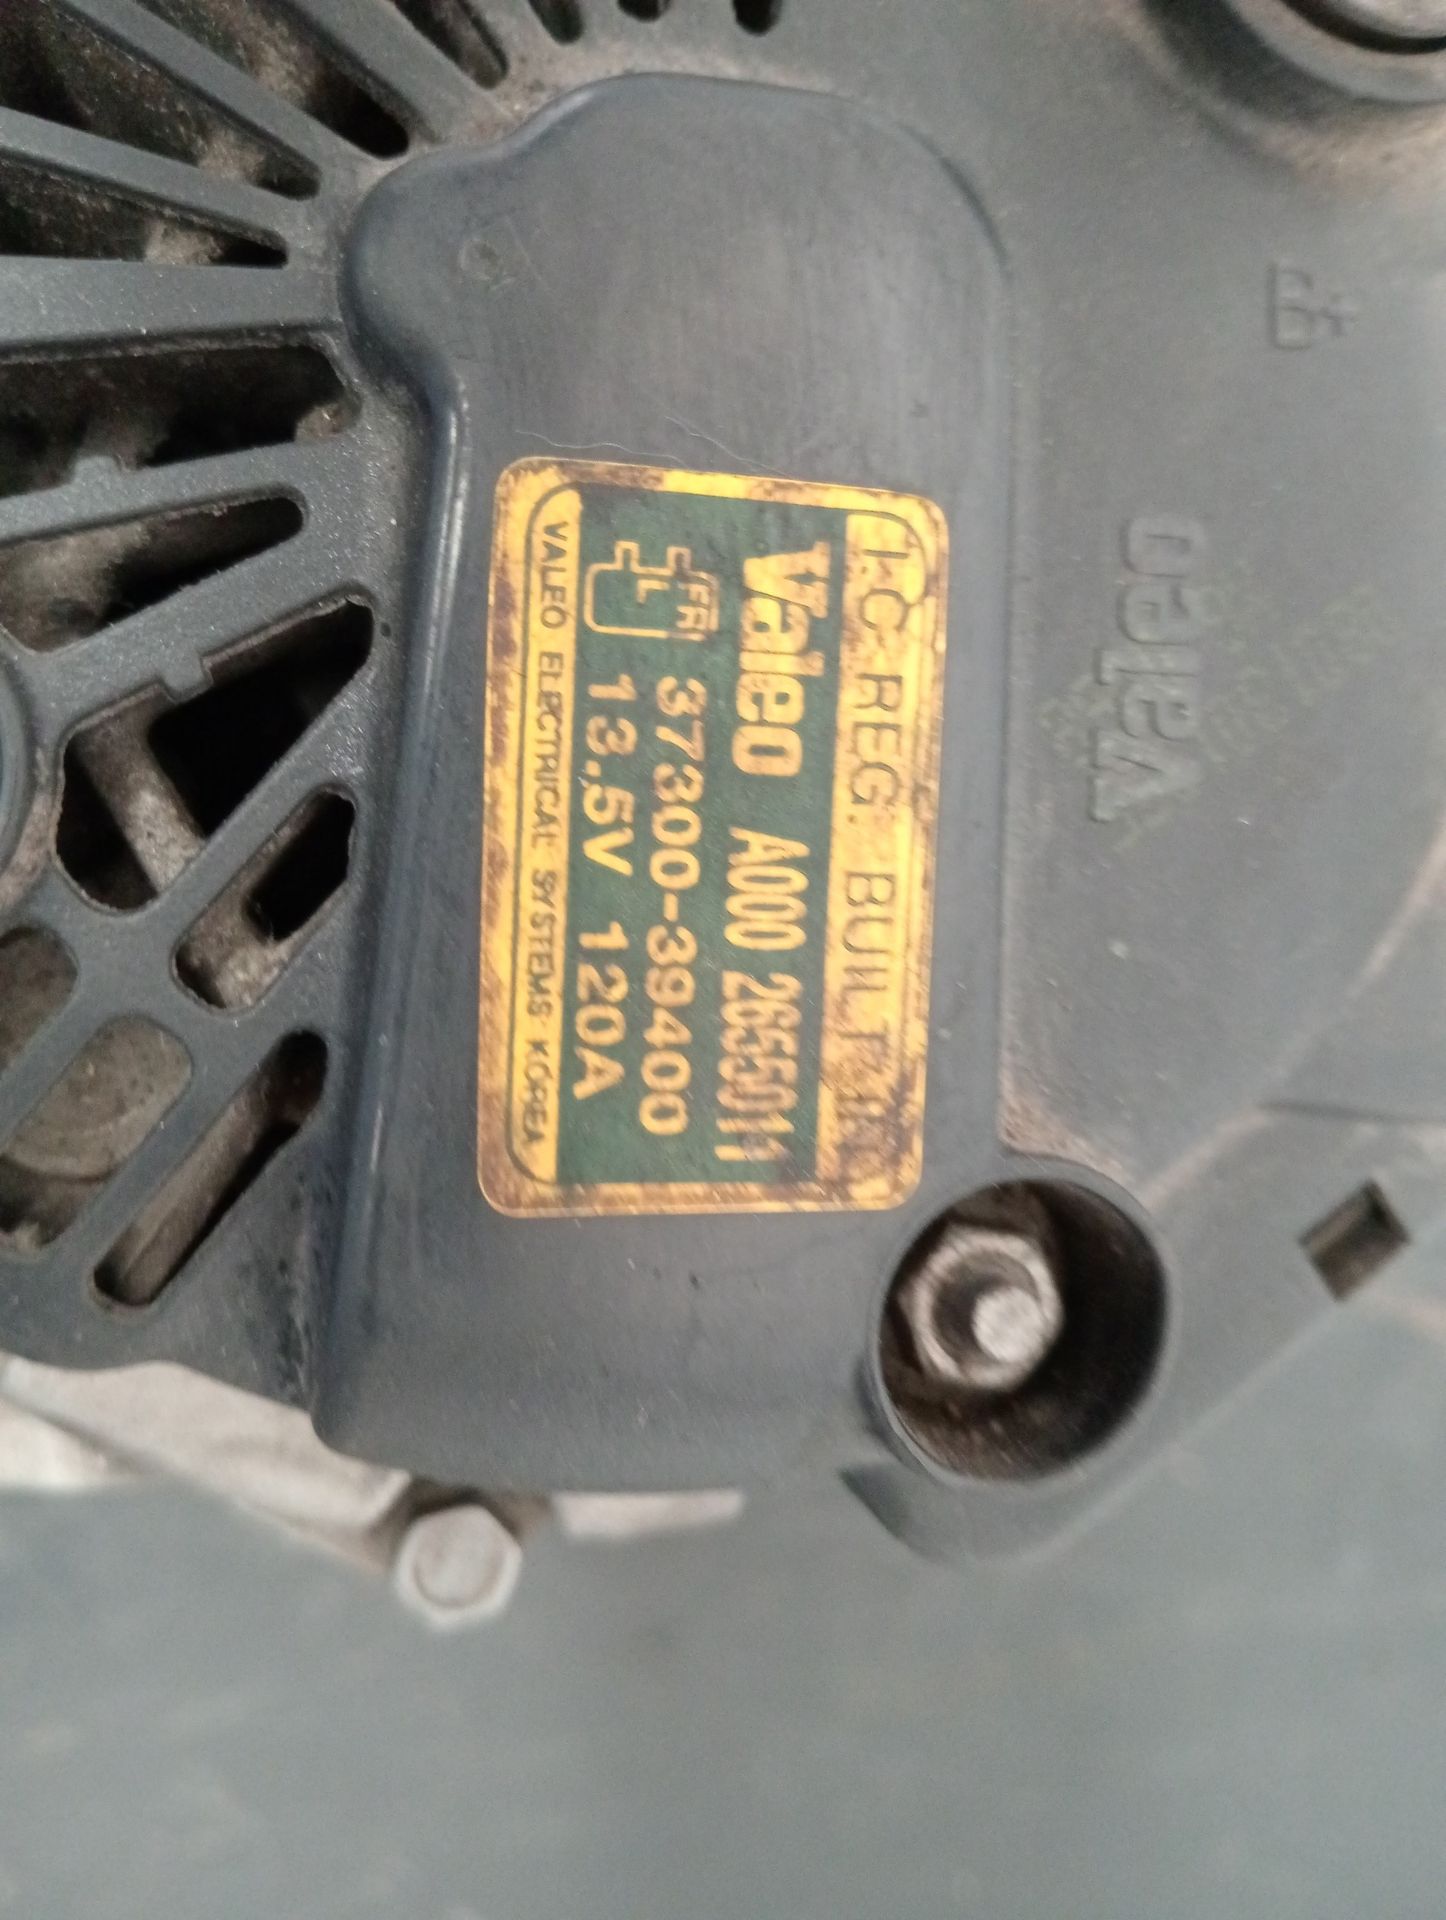 I·C REG. BUILT IN
Valeo A000 2655011
FR 37300-39400
L 13.5V 120A
VALEO ELECTRICAL SYSTEMS KOREA
Valeo
B+